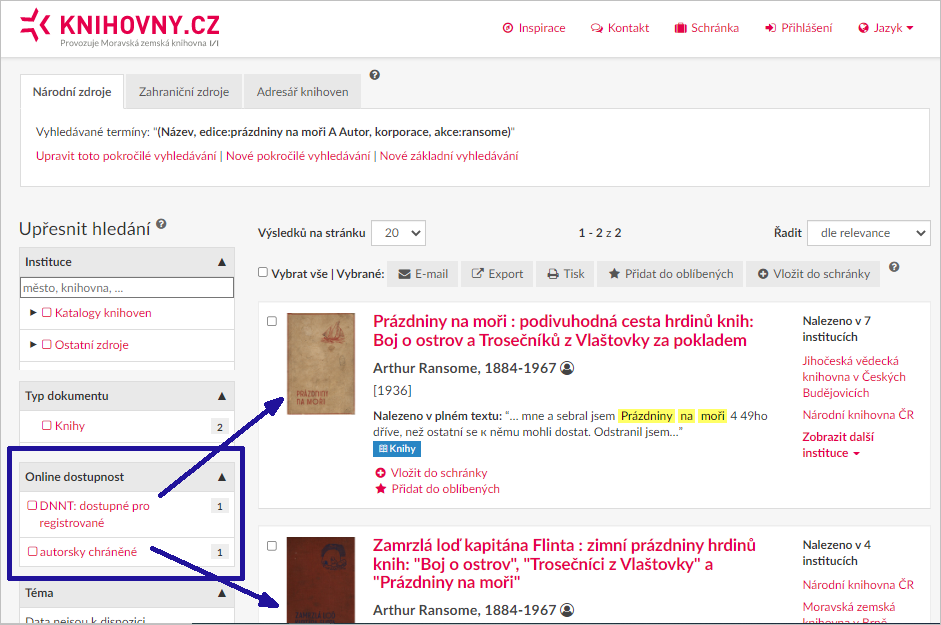 KNIHOVNY.CZ
Provozuje Moravská zemská knihovna
Inspirace
Kontakt
Schránka
Přihlášení
Jazyk
Národní zdroje
Zahraniční zdroje
Adresář knihoven
?
Vyhledávané termíny: "(Název, edice:prázdniny na moři A Autor, korporace, akce:ransome)"
Upravit toto pokročilé vyhledávání | Nové pokročilé vyhledávání | Nové základní vyhledávání
Upřesnit hledání ?
Instituce ▲
město, knihovna, ...
► Katalogy knihoven
► Ostatní zdroje
Typ dokumentu ▲
Knihy 2
Online dostupnost ▲
DNNT: dostupné pro 1
registrované
autorsky chráněné 1
Téma ▲
Data nejsou k dispozici
Výsledků na stránku 20
1 - 2 z 2
Řadit dle relevance
Vybrat vše | Vybrané: E-mail Export Tisk Přidat do oblíbených Vložit do schránky ?
PRÁZDNINY
NA MOŘI
Prázdniny na moři : podivuhodná cesta hrdinů knih:
Boj o ostrov a Trosečníků z Vlaštovky za pokladem
Arthur Ransome, 1884-1967
[1936]
Nalezeno v plném textu: “… mne a sebral jsem Prázdniny na moři 4 49ho
dříve, než ostatní se к němu mohli dostat. Odstranil jsem…”
Knihy
Vložit do schránky
Přidat do oblíbených
Nalezeno v 7
institucích
Jihočeská vědecká
knihovna v Českých
Budějovicích
Národní knihovna ČR
Zobrazit další
instituce
Zamrzlá loď kapitána Flinta : zimní prázdniny hrdinů
knih: "Boj o ostrov", "Trosečníci z Vlaštovky" a
"Prázdniny na moři"
Arthur Ransome, 1884-1967
Nalezeno v 4
institucích
Národní knihovna ČR
Moravská zemská
knihovna v Brně